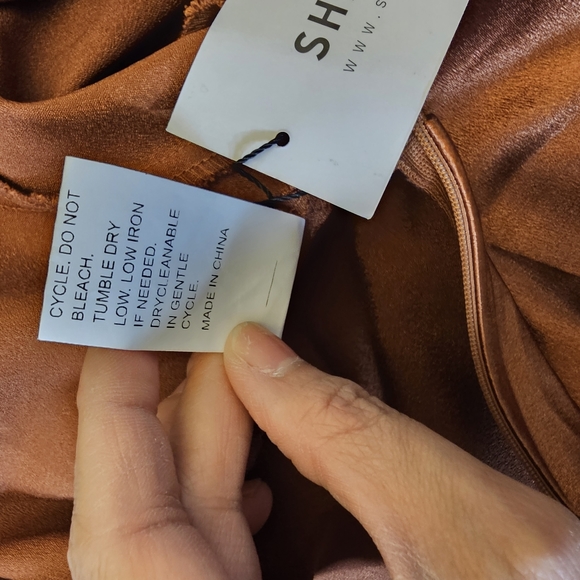 SH
www.s
CYCLE. DO NOT
BLEACH.
TUMBLE DRY
LOW. LOW IRON
IF NEEDED.
DRYCLEANABLE
IN GENTLE
CYCLE.
MADE IN CHINA